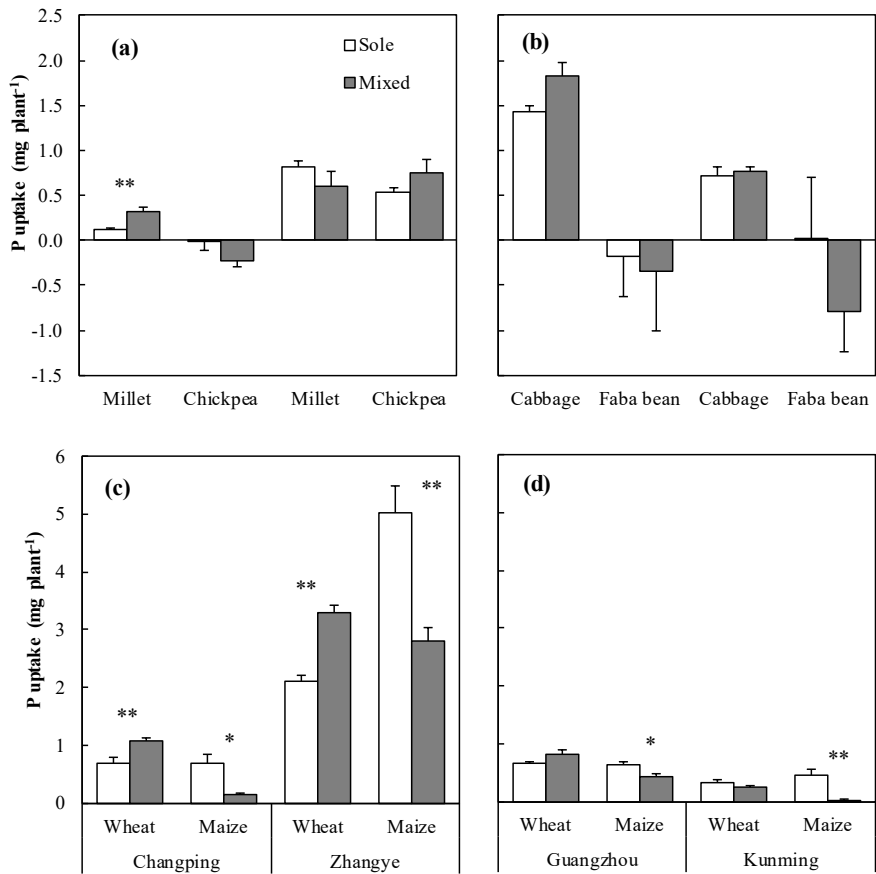 (a)
Sole
Mixed
(b)
P uptake (mg plant-1)
2.5
2.0
1.5
1.0
0.5
0.0
-0.5
-1.0
-1.5
**
Millet Chickpea Millet Chickpea
Cabbage Faba bean Cabbage Faba bean
(c)
(d)
P uptake (mg plant-1)
6
5
4
3
2
1
0
** * ** **
* **
Wheat Maize Wheat Maize
Changping Zhangye
Wheat Maize Wheat Maize
Guangzhou Kunming